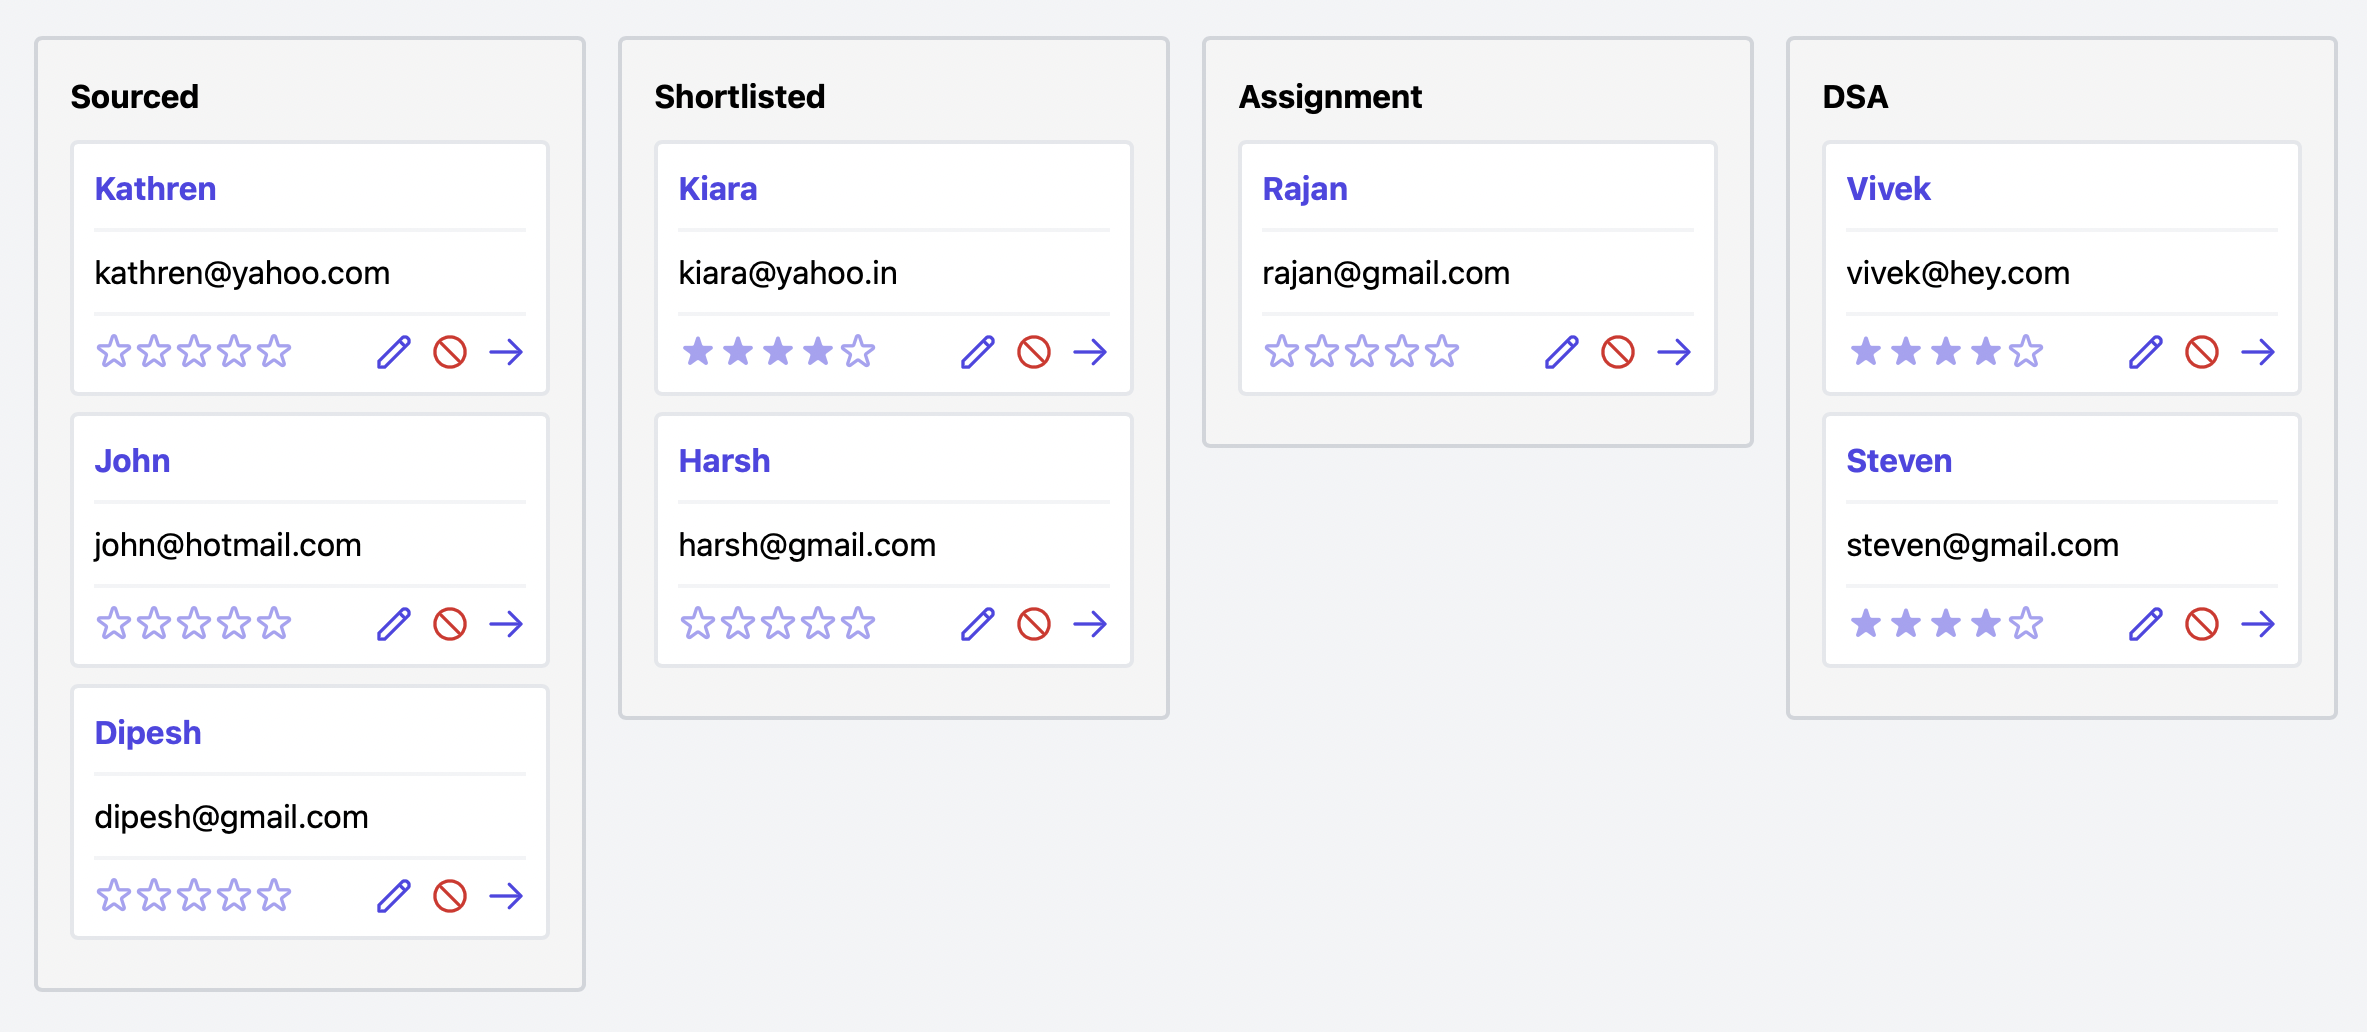 Sourced
Kathren
kathren@yahoo.com
John
john@hotmail.com
Dipesh
dipesh@gmail.com
Shortlisted
Kiara
kiara@yahoo.in
Harsh
harsh@gmail.com
Assignment
Rajan
rajan@gmail.com
DSA
Vivek
vivek@hey.com
Steven
steven@gmail.com